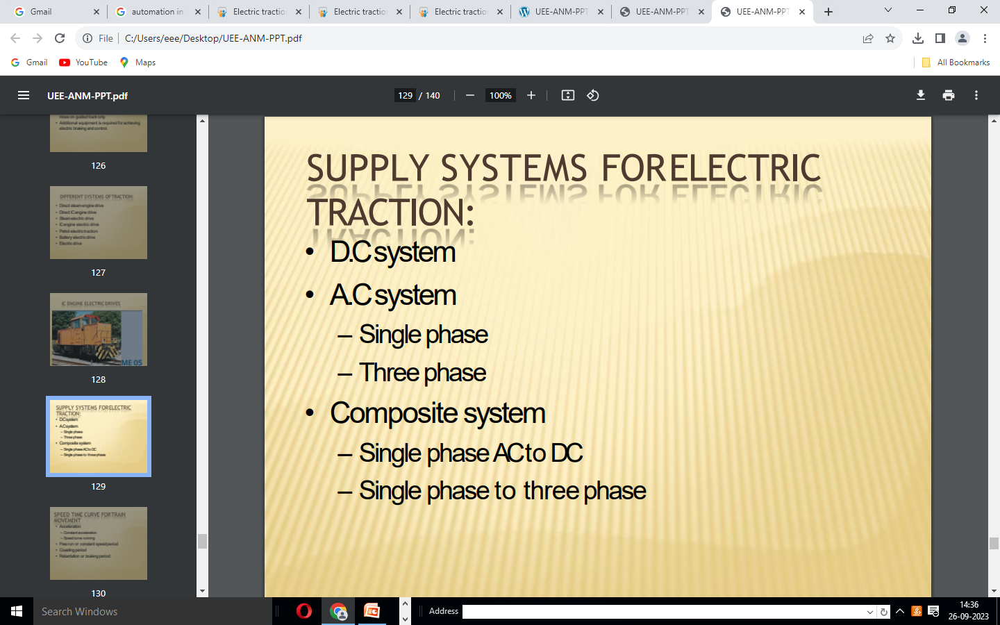 Gmail
automation in
Electric traction
Electric traction
Electric traction
UEE-ANM-PPT
UEE-ANM-PPT
UEE-ANM-PPT
File
C:/Users/eee/Desktop/UEE-ANM-PPT.pdf
Gmail
YouTube
Maps
All Bookmarks
UEE-ANM-PPT.pdf
129 / 140
100%
move on guided track only.
• Additional equipment is required for achieving
electric braking and control.
126
DIFFERENT SYSTEMS OF TRACTION:
• Direct steam engine drive
• Direct IC engine drive
• Steam electric drive
• IC engine electric drive
• Petrol electric traction
• Battery electric drive
• Electric drive
127
IC ENGINE ELECTRIC DRIVES
ME 05
128
SUPPLY SYSTEMS FORELECTRIC
TRACTION:
• D.C system
• A.C system
– Single phase
– Three phase
• Composite system
– Single phase AC to DC
– Single phase to three phase
129
SPEED TIME CURVE FOR TRAIN
MOVEMENT
• Acceleration
– Constant acceleration
– Speed curve running
• Free run or constant speed period
• Coasting period
• Retardation or braking period
130
SUPPLY SYSTEMS FORELECTRIC
TRACTION:
• D.C system
• A.C system
– Single phase
– Three phase
• Composite system
– Single phase AC to DC
– Single phase to three phase
Search Windows
Address
14:36
26-09-2023